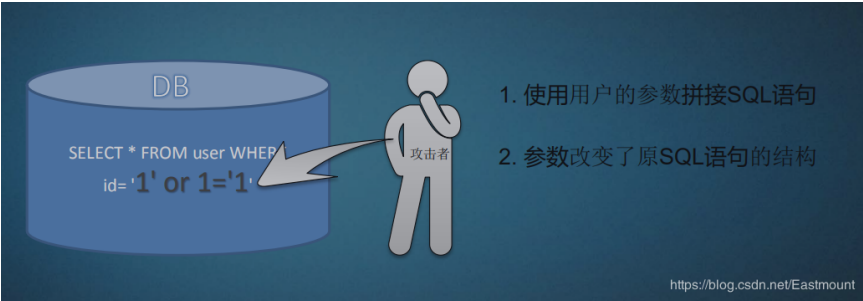 DB
SELECT * FROM user WHER
id= '1' or 1='1'
攻击者
1. 使用用户的参数拼接SQL语句
2. 参数改变了原SQL语句的结构
https://blog.csdn.net/Eastmount